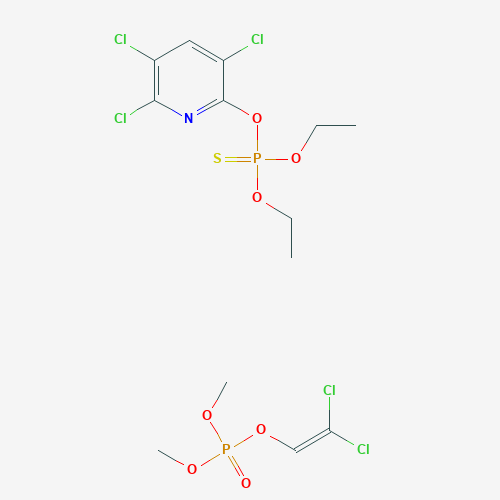 Cl Cl
Cl N O
S P O
O
Cl
O O
P Cl
O O